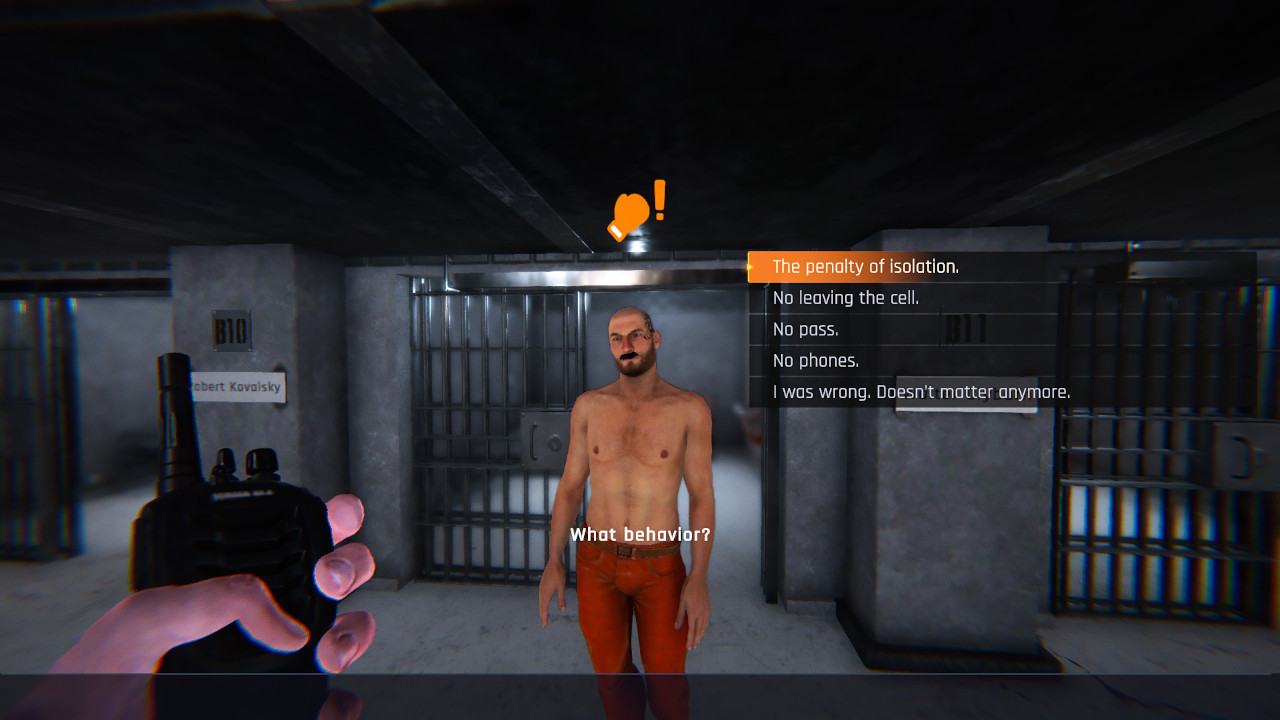 The penalty of isolation.
No leaving the cell.
B10
B11
No pass.
No phones.
obert Kovalsky
I was wrong. Doesn't matter anymore.
What behavior?